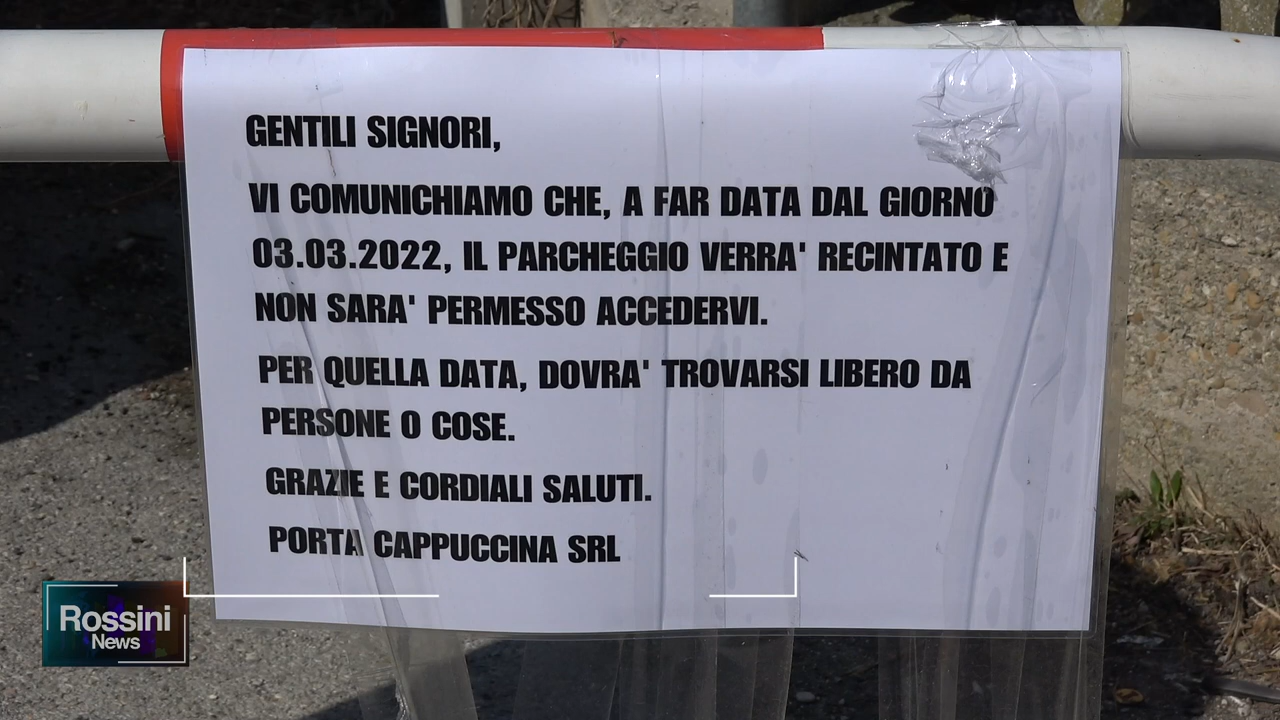 GENTILI SIGNORI,
VI COMUNICHIAMO CHE, A FAR DATA DAL GIORNO
03.03.2022, IL PARCHEGGIO VERRA' RECINTATO E
NON SARA' PERMESSO ACCEDERVI.
PER QUELLA DATA, DOVRA' TROVARSI LIBERO DA
PERSONE O COSE.
GRAZIE E CORDIALI SALUTI.
PORTA CAPPUCCINA SRL
Rossini
News